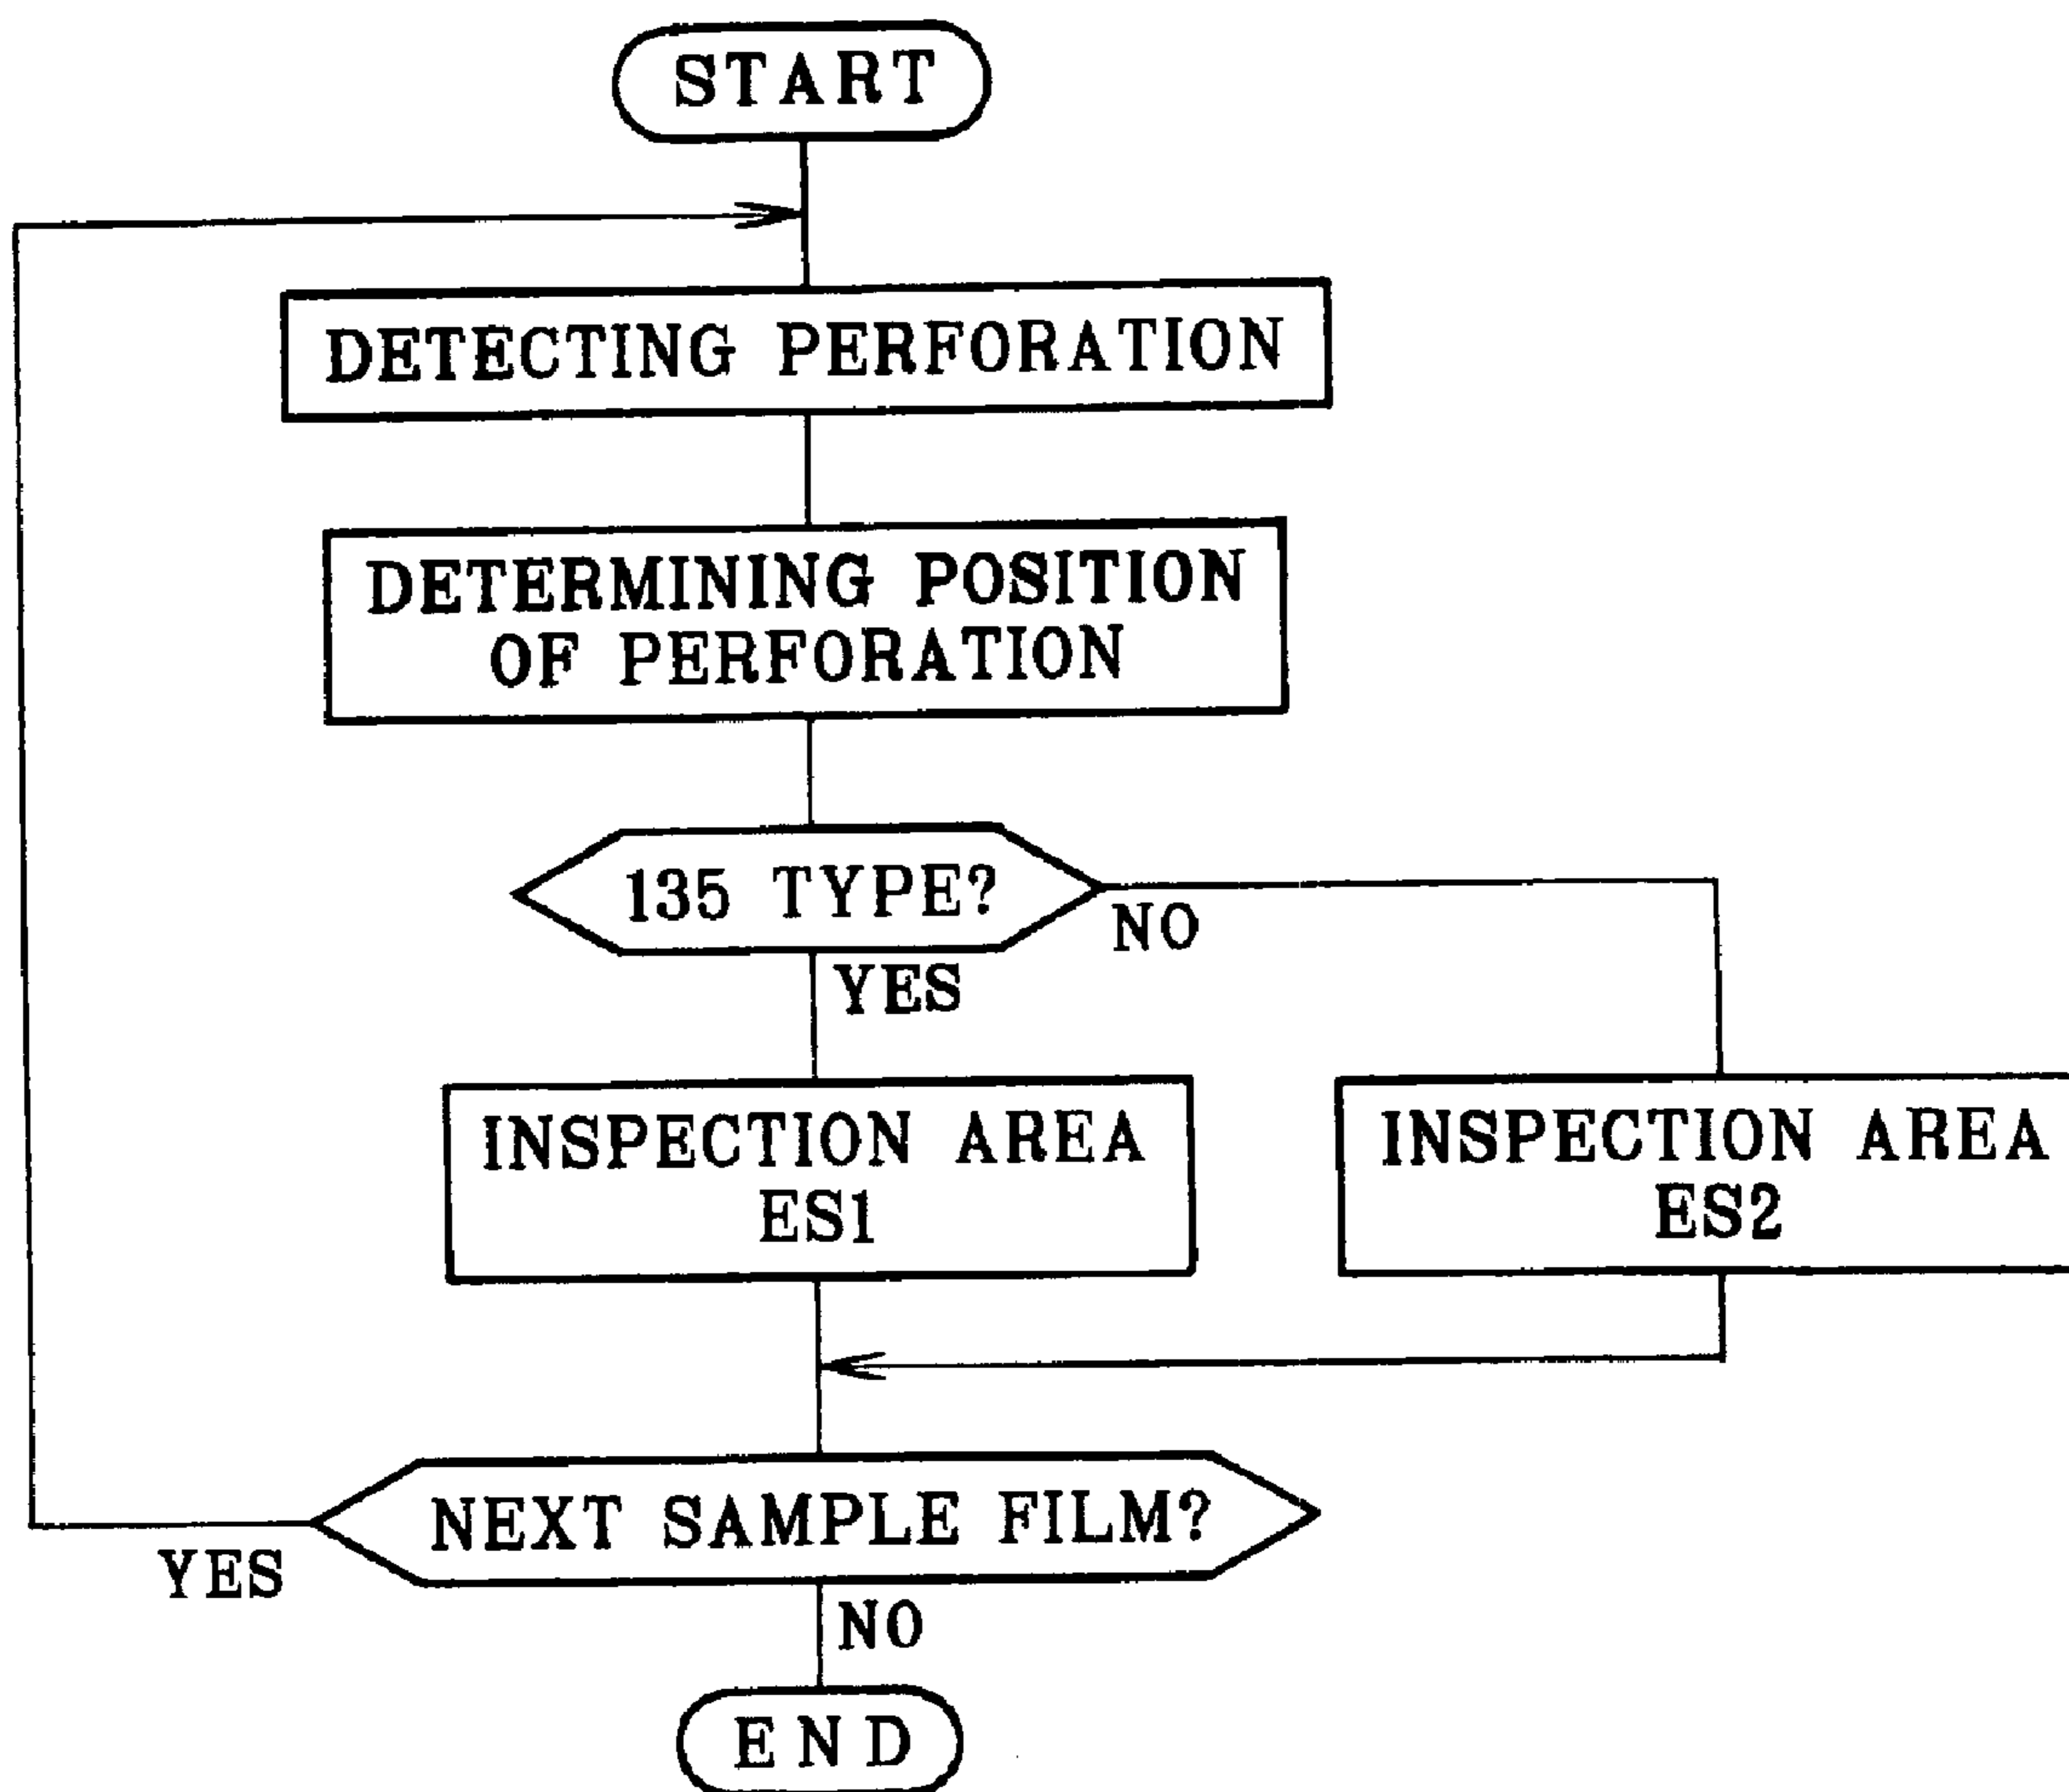 START
DETECTING PERFORATION
DETERMINING POSITION
OF PERFORATION
135 TYPE?
NO
YES
INSPECTION AREA
ES1
INSPECTION AREA
ES2
NEXT SAMPLE FILM?
YES
NO
END